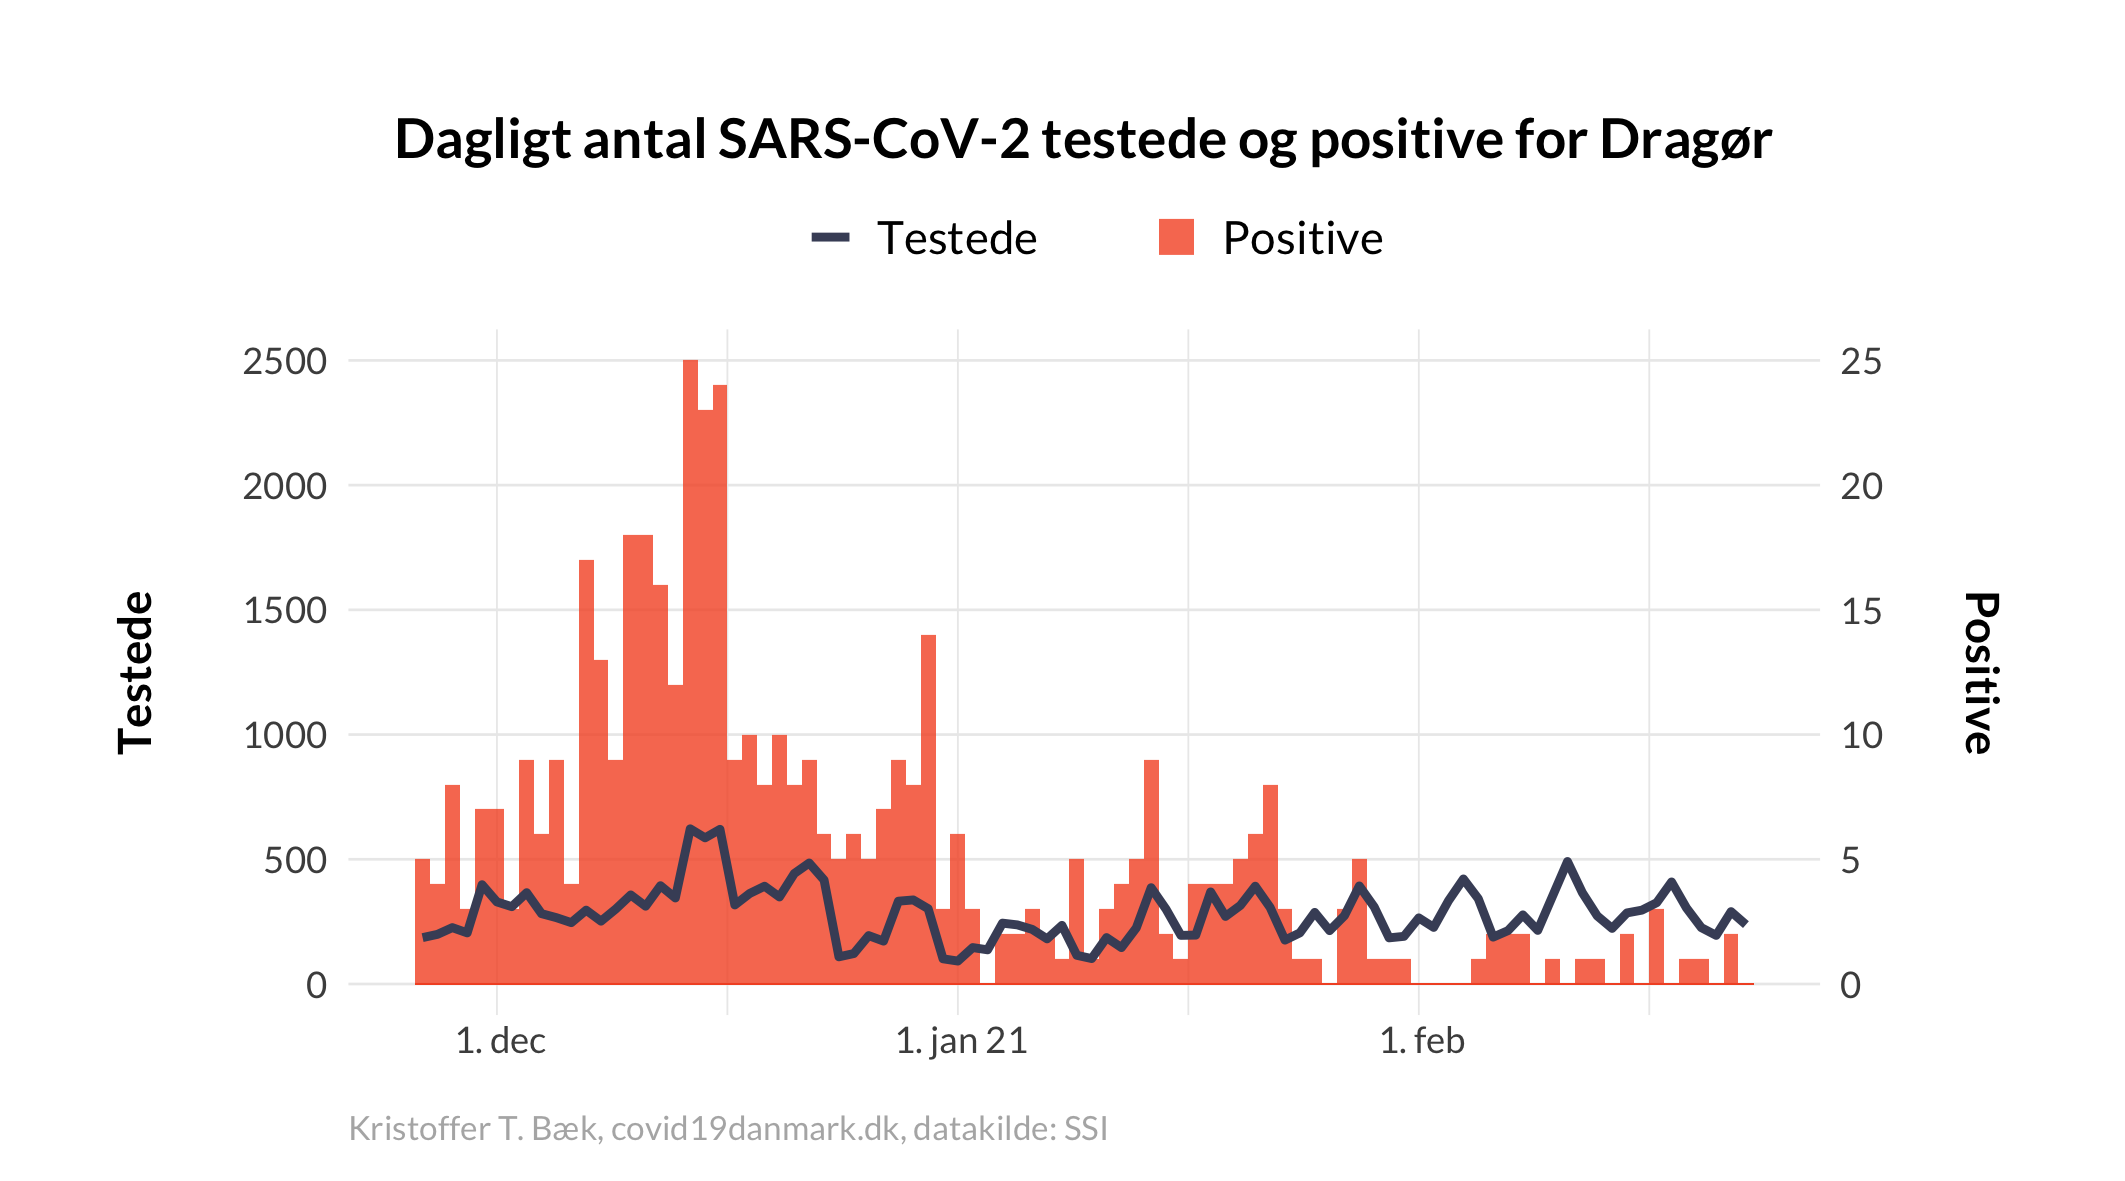 Dagligt antal SARS-CoV-2 testede og positive for Dragør
Testede Positive
2500 25
2000 20
1500 15
1000 10
500 5
0 0
Testede
Positive
1. dec 1. jan 21 1. feb
Kristoffer T. Bæk, covid19danmark.dk, datakilde: SSI